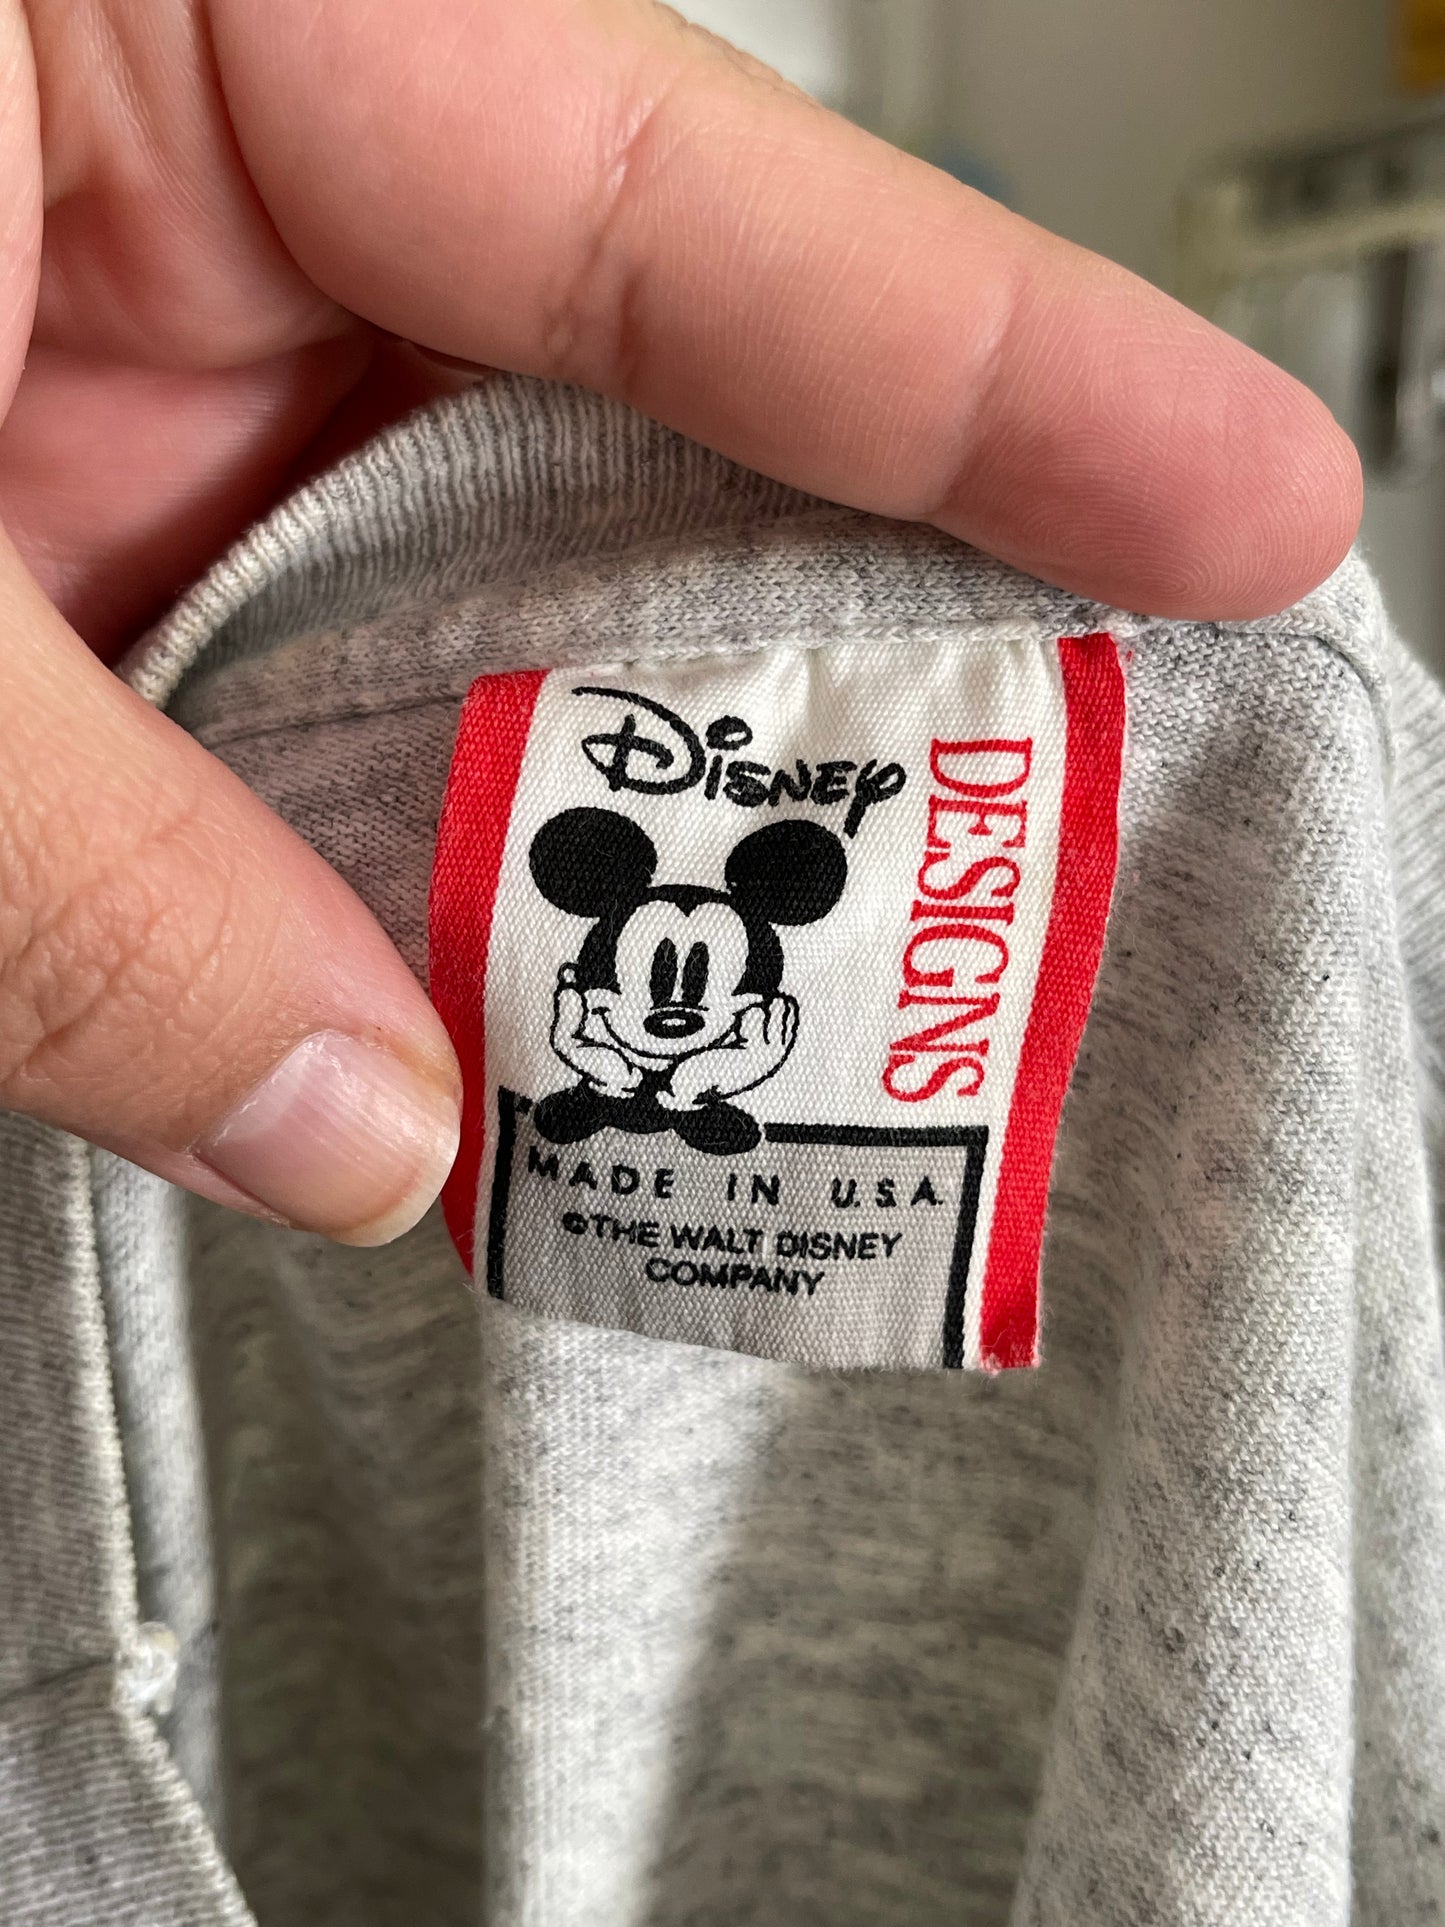 Disney
DESIGNS
MADE IN U.S.A.
©THE WALT DISNEY
COMPANY